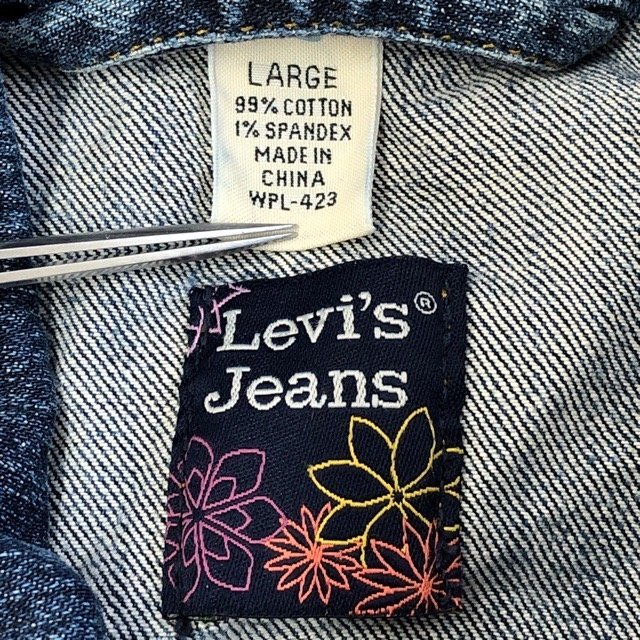 LARGE
99% COTTON
1% SPANDEX
MADE IN
CHINA
WPL-423
Levi's®
Jeans